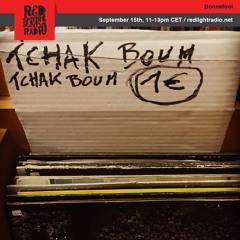 RED
LIGHT
RADIO
Bonnefooi
September 15th, 11-13pm CET / redlightradio.net
TCHAK BOUM
TCHAK BOUM
1€